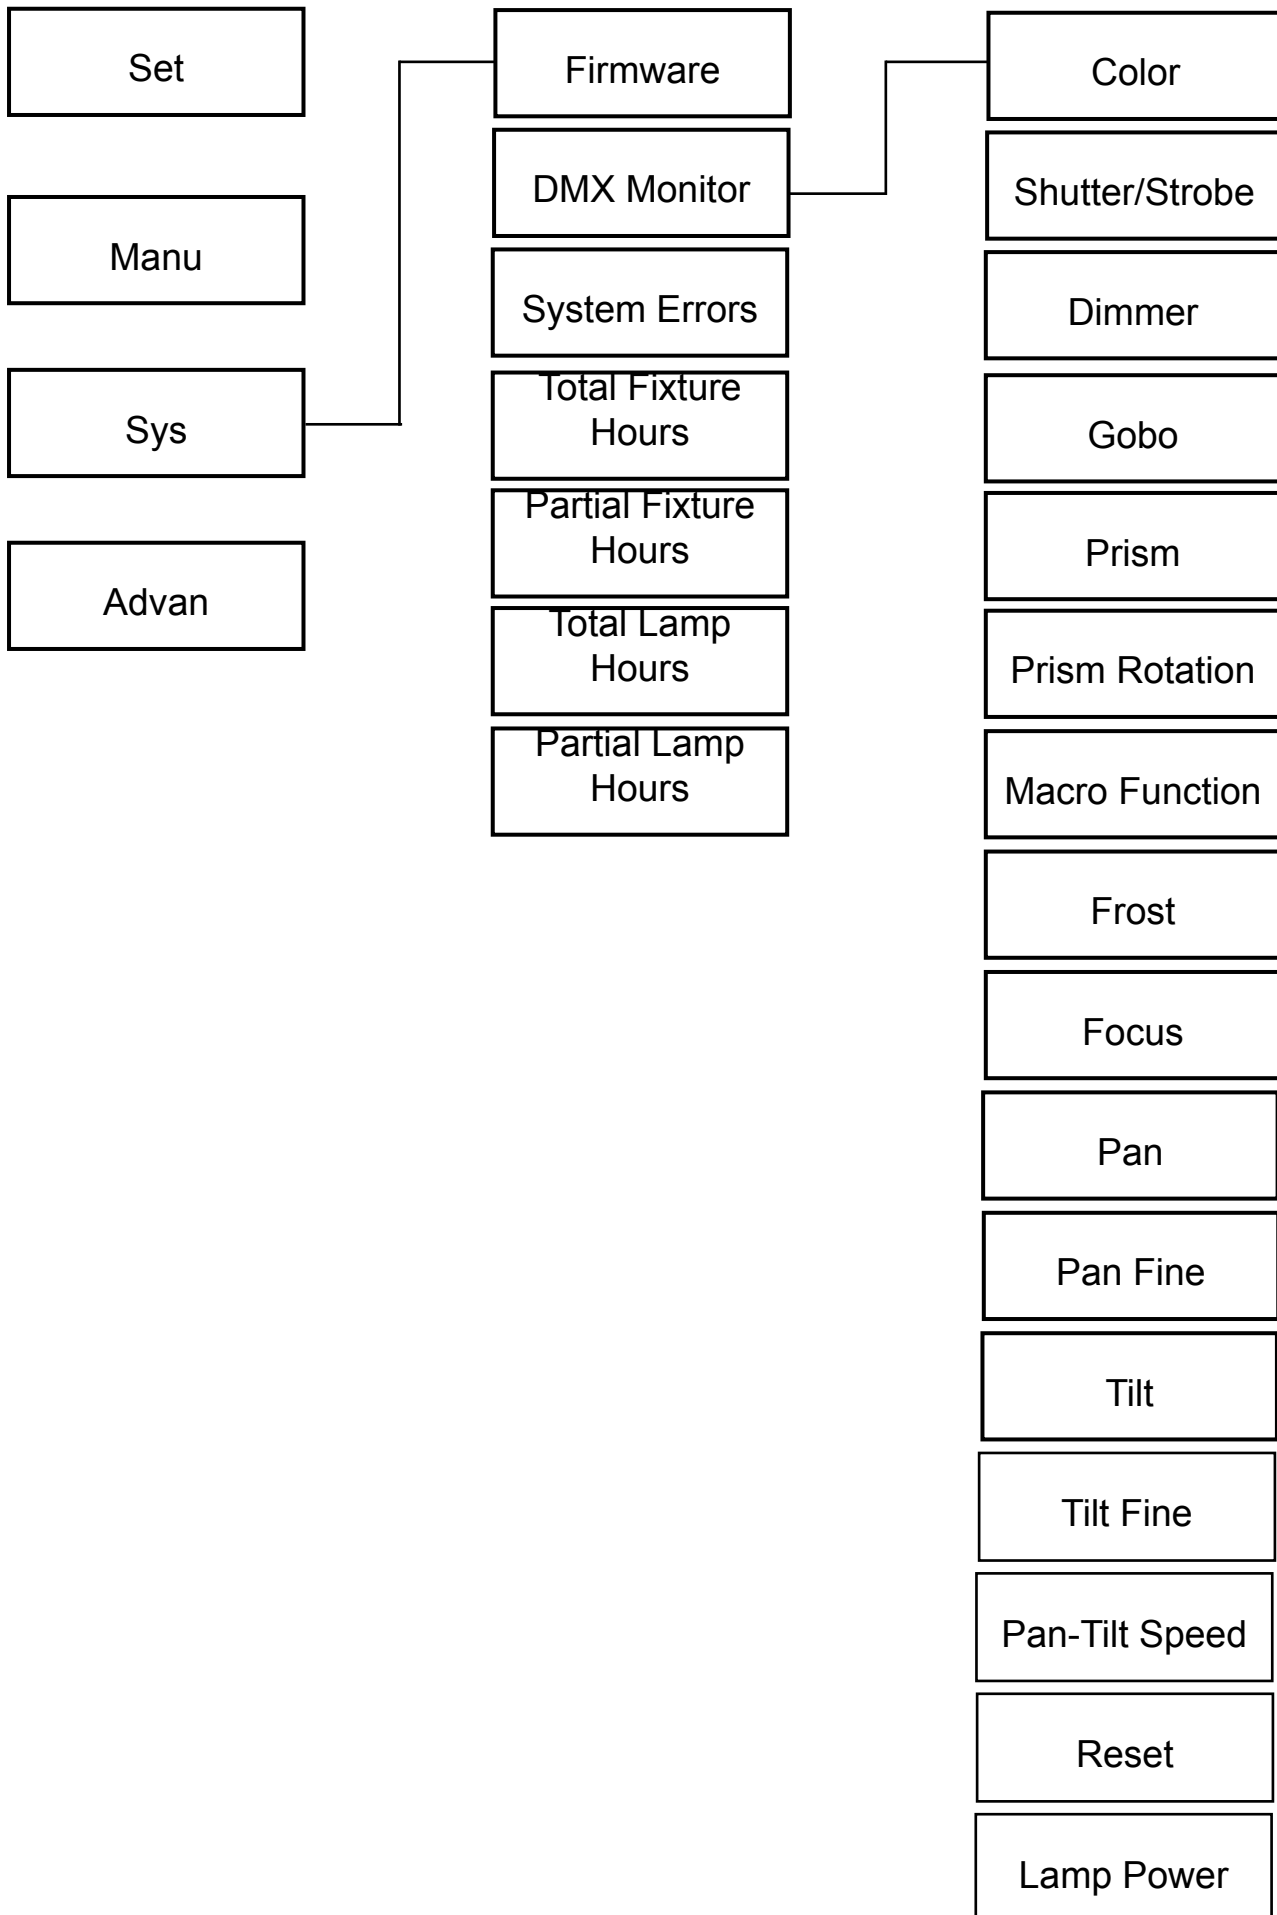 Set
Manu
Sys
Advan
Firmware
DMX Monitor
System Errors
Total Fixture
Hours
Partial Fixture
Hours
Total Lamp
Hours
Partial Lamp
Hours
Color
Shutter/Strobe
Dimmer
Gobo
Prism
Prism Rotation
Macro Function
Frost
Focus
Pan
Pan Fine
Tilt
Tilt Fine
Pan-Tilt Speed
Reset
Lamp Power